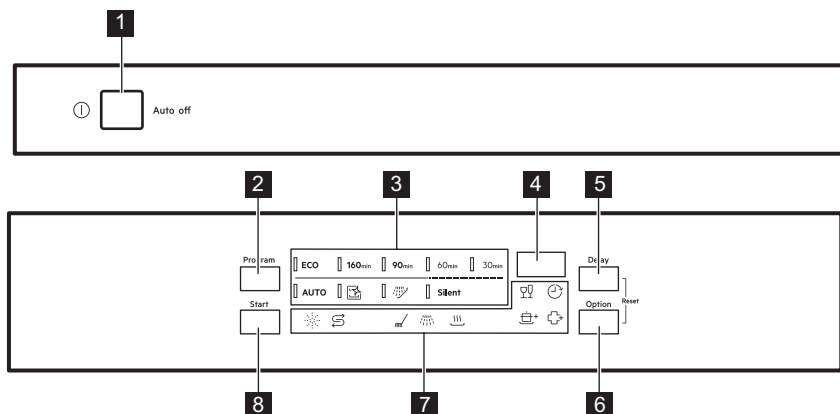 1
Auto off
2 3 4 5
Program ECO 160min 90min 60min 30min Delay
AUTO Silent
Start Option Reset
8 7 6